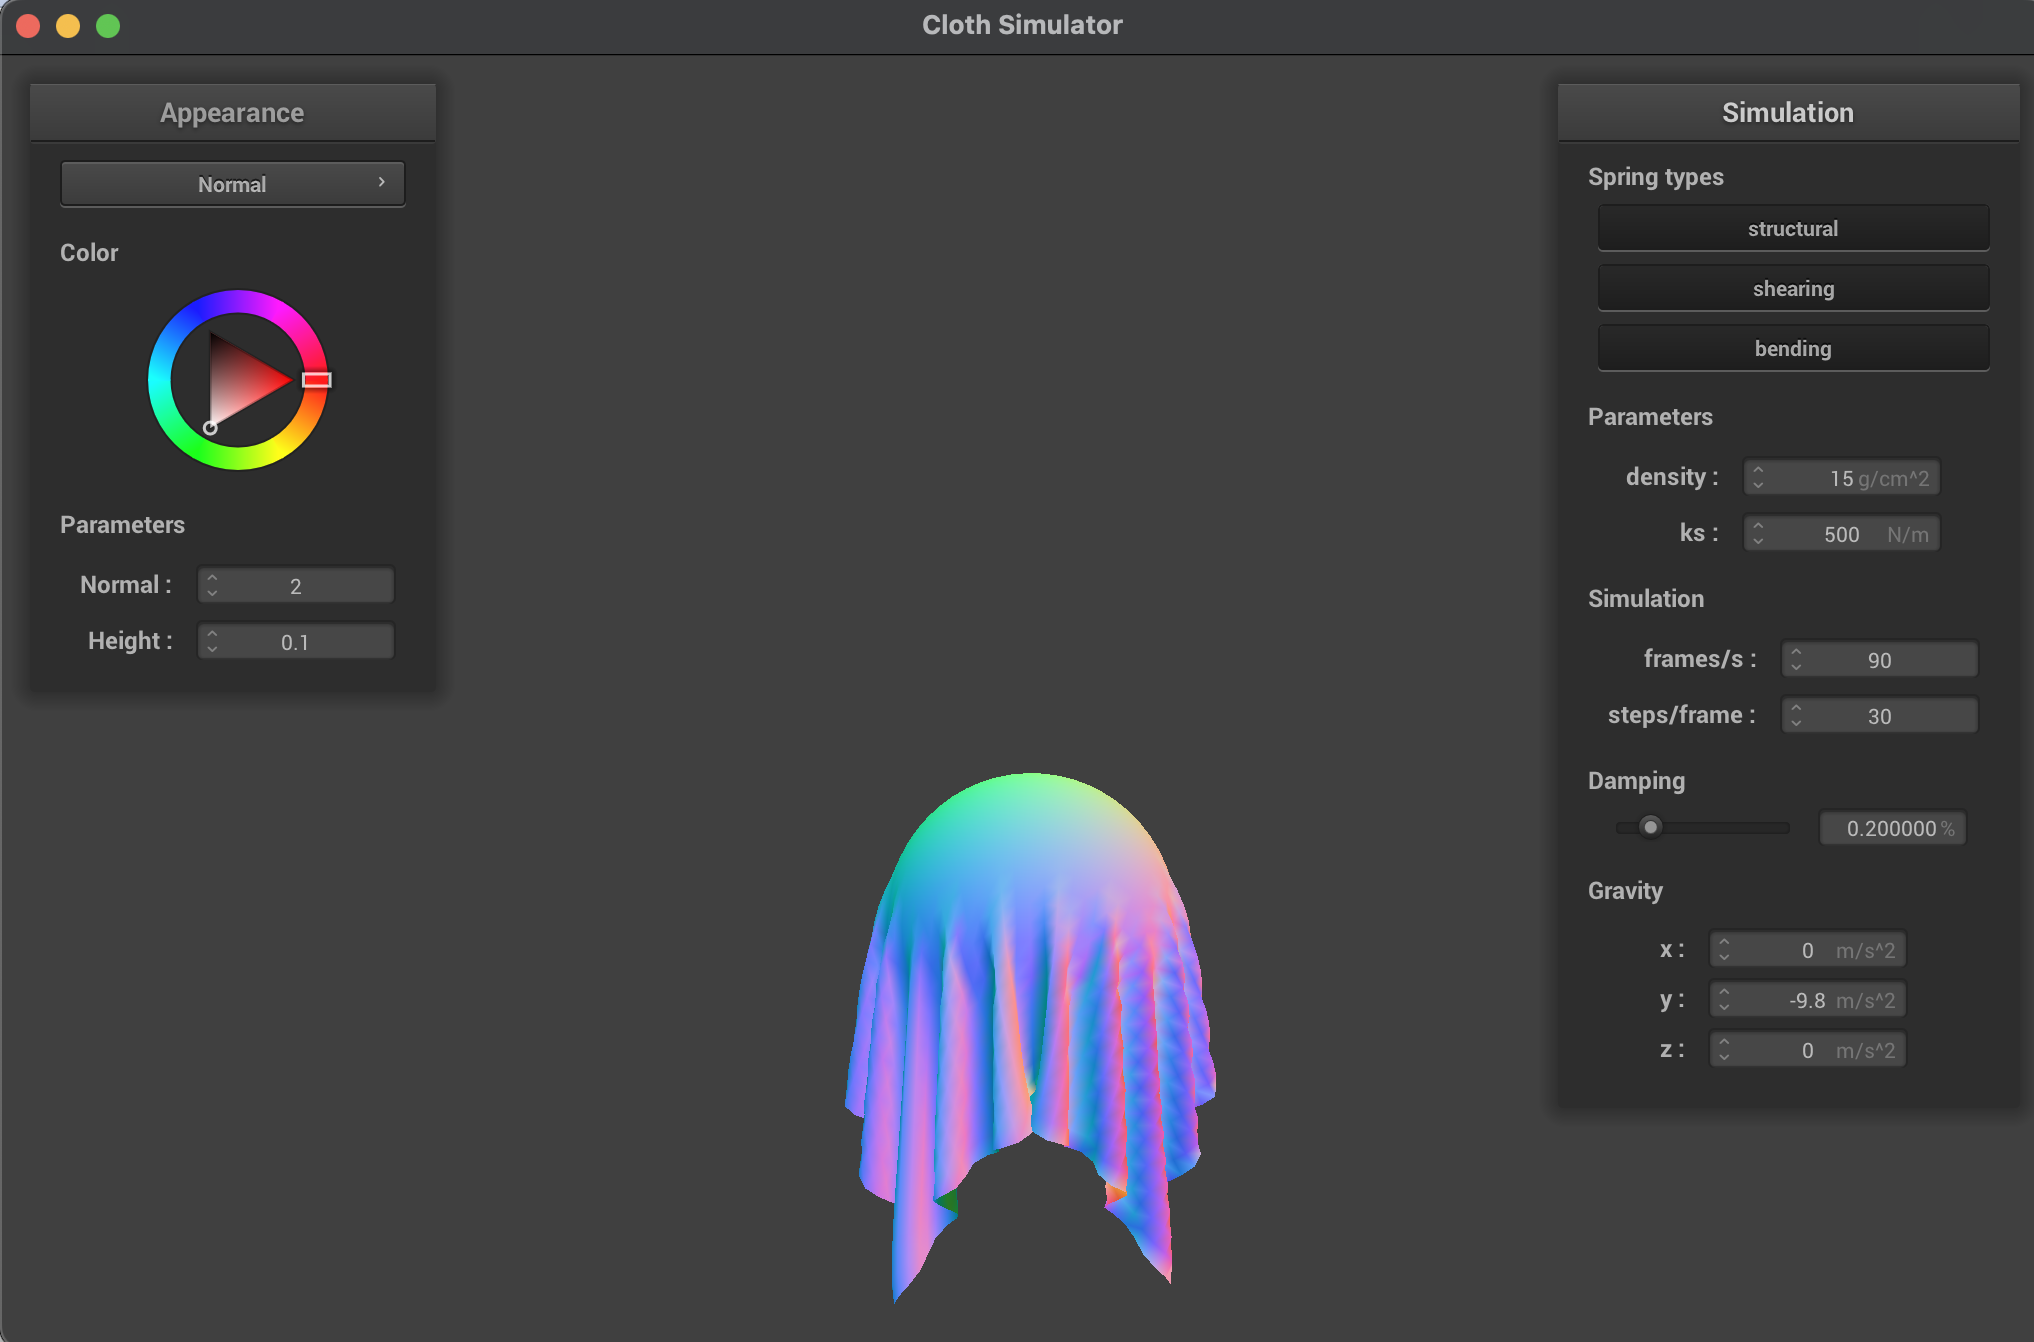 Cloth Simulator
Appearance
Normal
Color
Parameters
Normal : 2
Height : 0.1
Simulation
Spring types
structural
shearing
bending
Parameters
density : 15 g/cm^2
ks : 500 N/m
Simulation
frames/s : 90
steps/frame : 30
Damping
0.200000 %
Gravity
x : 0 m/s^2
y : -9.8 m/s^2
z : 0 m/s^2